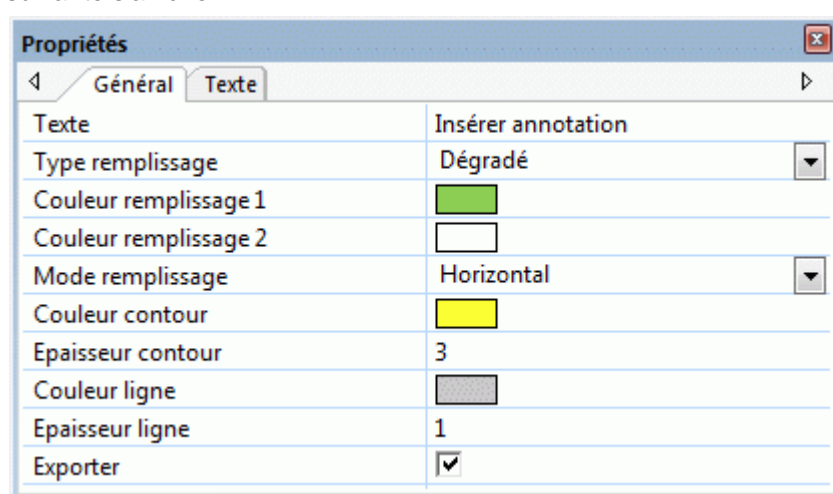 Propriétés
Général Texte
Texte Insérer annotation
Type remplissage Dégradé
Couleur remplissage 1
Couleur remplissage 2
Mode remplissage Horizontal
Couleur contour
Epaisseur contour 3
Couleur ligne
Epaisseur ligne 1
Exporter